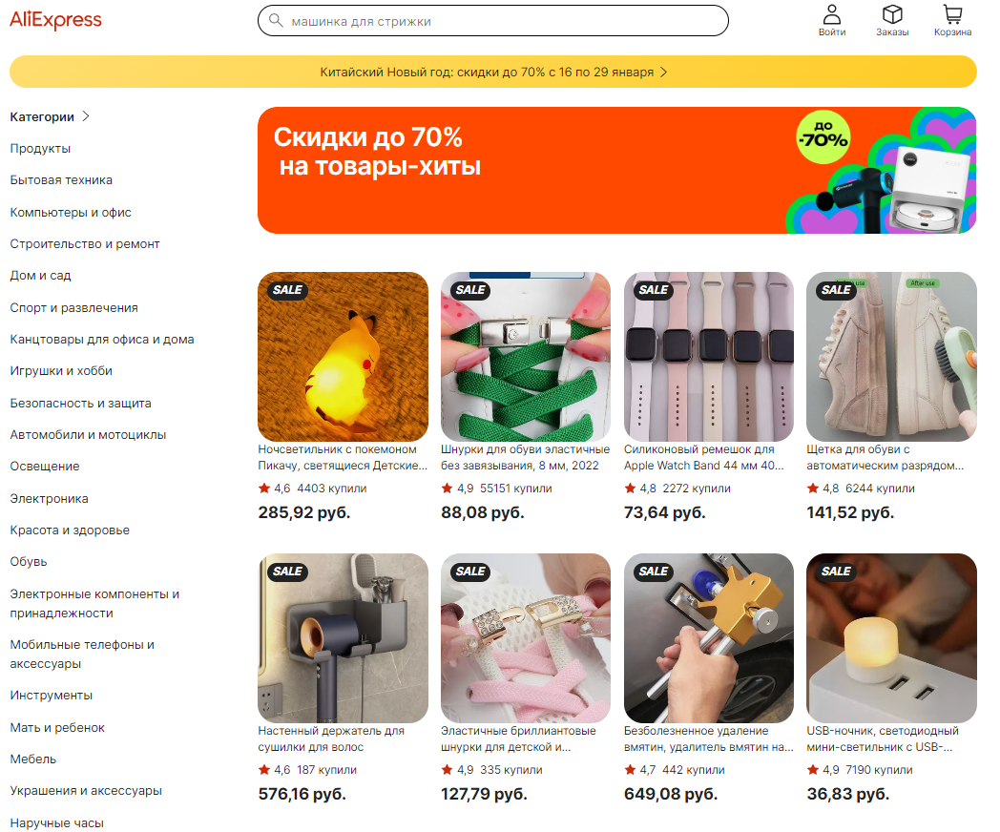 AliExpress
машинка для стрижки
Войти
Заказы
Корзина
Китайский Новый год: скидки до 70% с 16 по 29 января
Категории
Продукты
Бытовая техника
Компьютеры и офис
Строительство и ремонт
Дом и сад
Спорт и развлечения
Канцтовары для офиса и дома
Игрушки и хобби
Безопасность и защита
Автомобили и мотоциклы
Освещение
Электроника
Красота и здоровье
Обувь
Электронные компоненты и
принадлежности
Мобильные телефоны и
аксессуары
Инструменты
Мать и ребенок
Мебель
Украшения и аксессуары
Наручные часы
Скидки до 70%
на товары-хиты
ДО
-70%
SALE
Ночсветильник с покемоном
Пикачу, светящиеся Детские...
4,6 4403 купили
285,92 руб.
SALE
Шнурки для обуви эластичные
без завязывания, 8 мм, 2022
4,9 55151 купили
88,08 руб.
SALE
Силиконовый ремешок для
Apple Watch Band 44 мм 40...
4,8 2272 купили
73,64 руб.
SALE
use
After use
Щетка для обуви с
автоматическим разрядом...
4,8 6244 купили
141,52 руб.
SALE
Настенный держатель для
сушилки для волос
4,6 187 купили
576,16 руб.
SALE
Эластичные бриллиантовые
шнурки для детской и...
4,9 335 купили
127,79 руб.
SALE
Безболезненное удаление
вмятин, удалитель вмятин на...
4,7 442 купили
649,08 руб.
SALE
USB-ночник, светодиодный
мини-светильник с USB-...
4,9 7190 купили
36,83 руб.